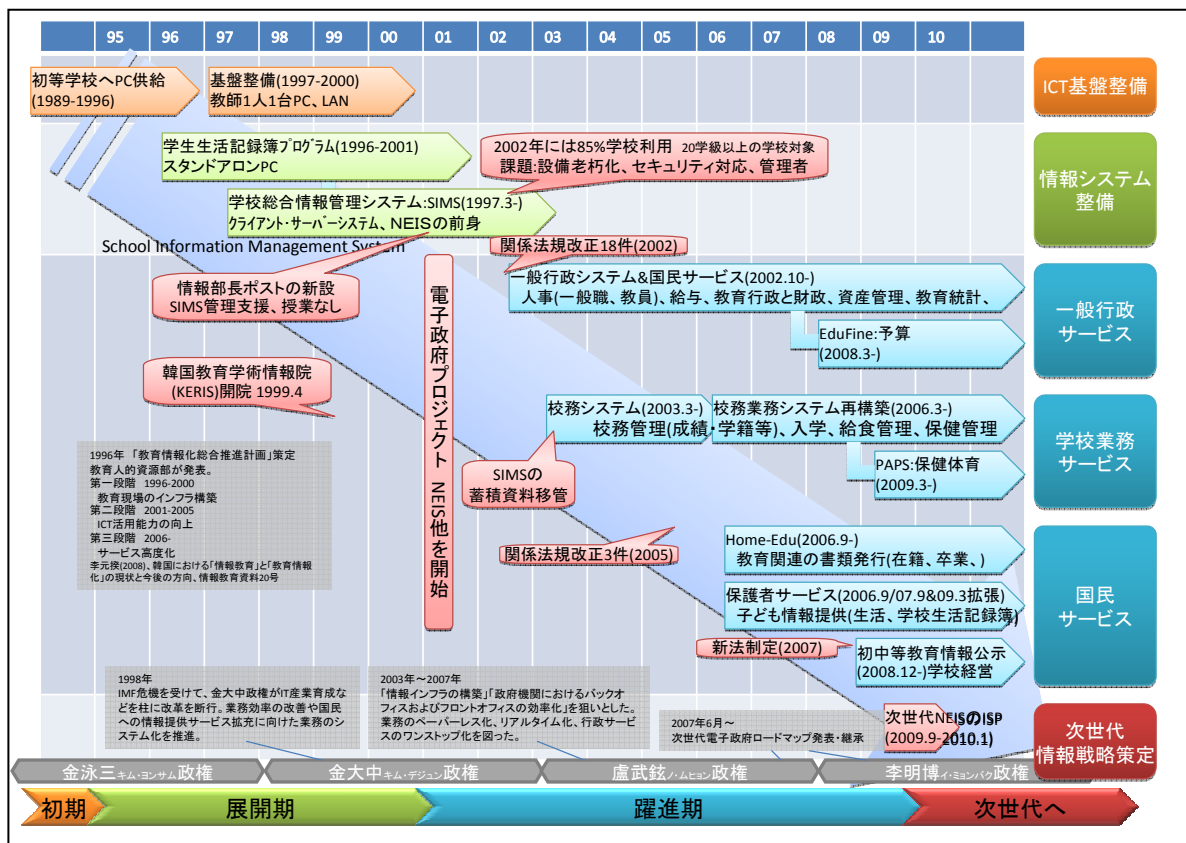 95 96 97 98 99 00 01 02 03 04 05 06 07 08 09 10
初等学校へPC供給
(1989-1996)
基盤整備(1997-2000)
教師1人1台PC、LAN
ICT基盤整備
学生生活記録簿プログラム(1996-2001)
スタンドアロンPC
2002年には85%学校利用 20学級以上の学校対象
課題:設備老朽化、セキュリティ対応、管理者
学校総合情報管理システム:SIMS(1997.3-)
クライアント・サーバーシステム、NEISの前身
School Information Management System
情報システム
整備
関係法規改正18件(2002)
情報部長ポストの新設
SIMS管理支援、授業なし
一般行政システム&国民サービス(2002.10-)
人事(一般職、教員)、給与、教育行政と財政、資産管理、教育統計、
EduFine:予算
(2008.3-)
一般行政
サービス
電子政府プロジェクト NEIS他を開始
韓国教育学術情報院
(KERIS)開院 1999.4
校務システム(2003.3-)
校務管理(成績・学籍等)、入学、給食管理、保健管理
校務業務システム再構築(2006.3-)
PAPS:保健体育
(2009.3-)
SIMSの
蓄積資料移管
学校業務
サービス
1996年 「教育情報化総合推進計画」策定
教育人的資源部が発表。
第一段階 1996-2000
教育現場のインフラ構築
第二段階 2001-2005
ICT活用能力の向上
第三段階 2006-
サービス高度化
李元揆(2008)、韓国における「情報教育」と「教育情報
化」の現状と今後の方向、情報教育資料20号
関係法規改正3件(2005)
Home-Edu(2006.9-)
教育関連の書類発行(在籍、卒業、)
保護者サービス(2006.9/07.9&09.3拡張)
子ども情報提供(生活、学校生活記録簿)
新法制定(2007)
初中等教育情報公示
(2008.12-)学校経営
国民
サービス
1998年
IMF危機を受けて、金大中政権がIT産業育成な
どを柱に改革を断行。業務効率の改善や国民
への情報提供サービス拡充に向けた業務のシ
ステム化を推進。
2003年～2007年
「情報インフラの構築」「政府機関におけるバックオ
フィスおよびフロントオフィスの効率化」を狙いとした。
業務のペーパーレス化、リアルタイム化、行政サービ
スのワンストップ化を図った。
2007年6月～
次世代電子政府ロードマップ発表・継承
次世代NEISのISP
(2009.9-2010.1)
次世代
情報戦略策定
金泳三キム・ヨンサム政権
金大中キム・デジュン政権
盧武鉉ノ・ムヒョン政権
李明博イ・ミョンバク政権
初期
展開期
躍進期
次世代へ